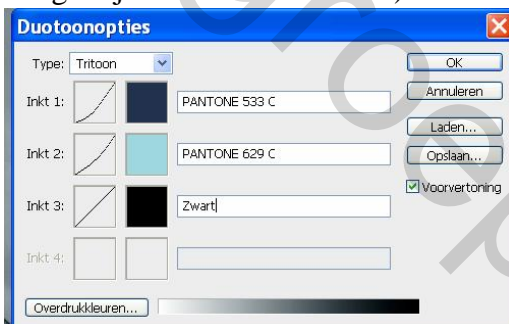 Duotoonopties
Type: Tritoon
OK
Inkt 1: PANTONE 533 C
Annuleren
Laden...
Inkt 2: PANTONE 629 C
Opslaan...
Voorvertoning
Inkt 3: Zwart
Inkt 4:
Overdrukkleuren...